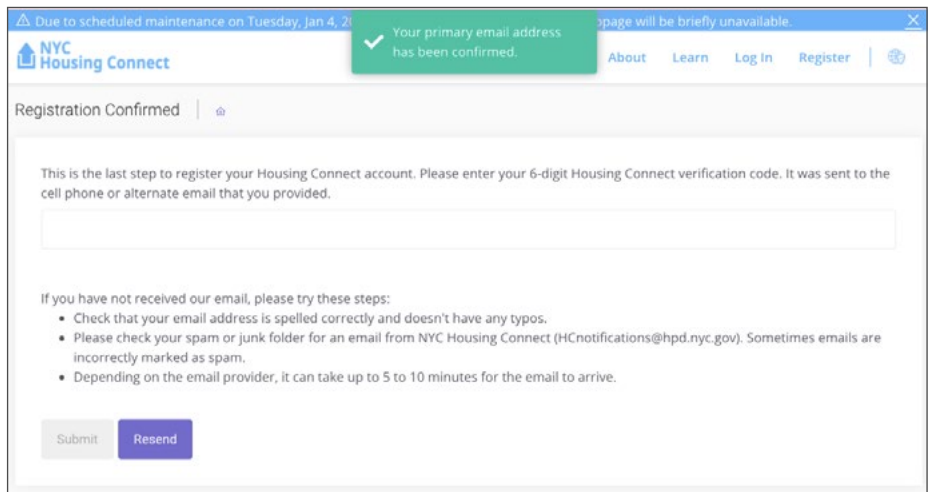 Due to scheduled maintenance on Tuesday, Jan 4, 2
page will be briefly unavailable.
Your primary email address
has been confirmed.
NYC
Housing Connect
About Learn Log In Register
Registration Confirmed
This is the last step to register your Housing Connect account. Please enter your 6-digit Housing Connect verification code. It was sent to the
cell phone or alternate email that you provided.
If you have not received our email, please try these steps:
• Check that your email address is spelled correctly and doesn't have any typos.
• Please check your spam or junk folder for an email from NYC Housing Connect (HCnotifications@hpd.nyc.gov). Sometimes emails are
incorrectly marked as spam.
• Depending on the email provider, it can take up to 5 to 10 minutes for the email to arrive.
Submit Resend